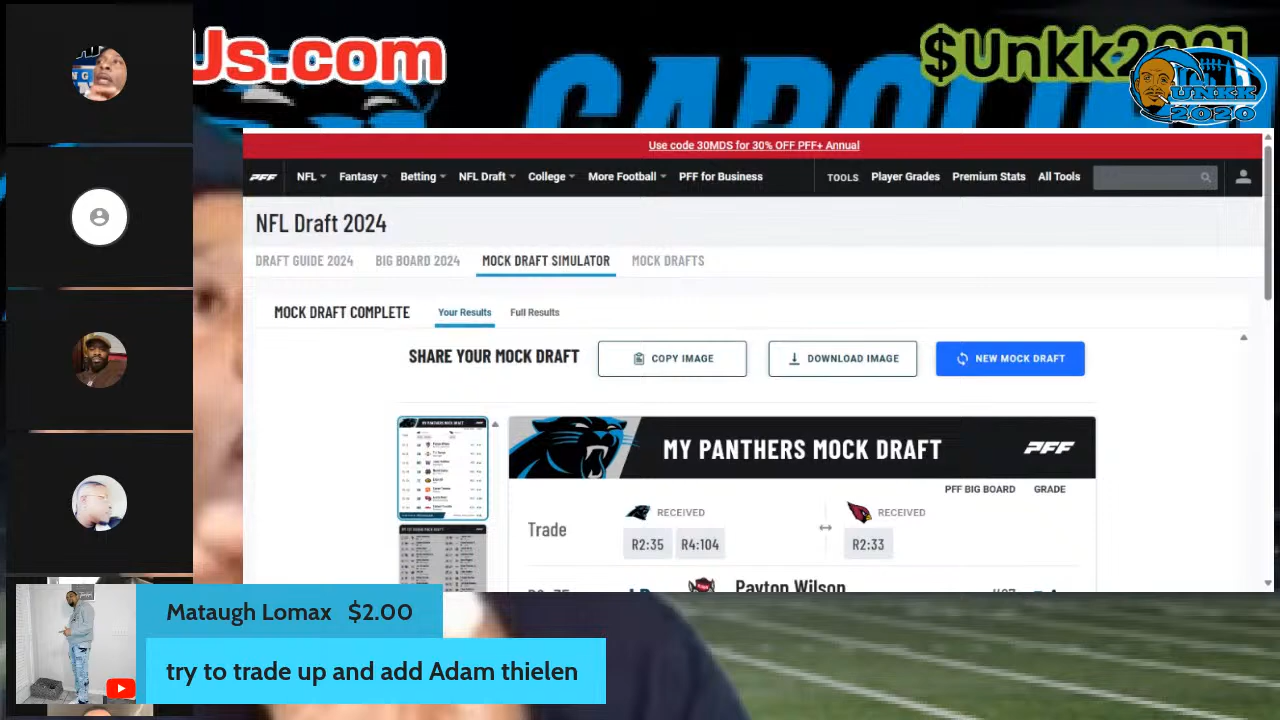 Us.com
$Unkk2021
CAROLIN
UNKK
2020
Use code 30MDS for 30% OFF PFF+ Annual
PFF NFL Fantasy Betting NFL Draft College More Football PFF for Business TOOLS Player Grades Premium Stats All Tools
NFL Draft 2024
DRAFT GUIDE 2024 BIG BOARD 2024 MOCK DRAFT SIMULATOR MOCK DRAFTS
MOCK DRAFT COMPLETE Your Results Full Results
SHARE YOUR MOCK DRAFT COPY IMAGE DOWNLOAD IMAGE NEW MOCK DRAFT
MY PANTHERS MOCK DRAFT PFF
PFF BIG BOARD GRADE
Trade RECEIVED RECEIVED
R2:35 R4:104 R2:33
Payton Wilson
Mataugh Lomax $2.00
try to trade up and add Adam thielen